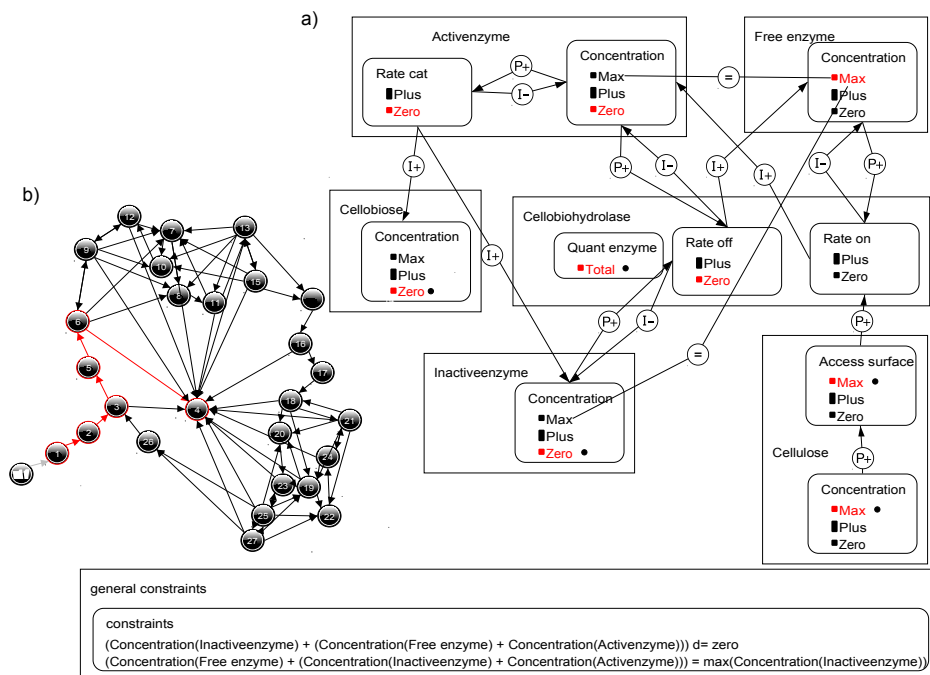 a)
Activenzyme
Rate cat
Plus
Zero
Concentration
Max
Plus
Zero
P+
I−
=
Free enzyme
Concentration
Max
Plus
Zero
I+
P+
I−
I+
I+
I−
P+
Cellobiose
Concentration
Max
Plus
Zero
I+
Cellobiohydrolase
Quant enzyme
Total
Rate off
Plus
Zero
Rate on
Plus
Zero
P+
I−
=
P+
Inactiveenzyme
Concentration
Max
Plus
Zero
Access surface
Max
Plus
Zero
Cellulose
P+
Concentration
Max
Plus
Zero
b)
12
7
13
9
10
15
8
11
6
16
5
17
3
4
18
21
2
20
26
1
24
23
19
25
22
27
general constraints
constraints
(Concentration(Inactiveenzyme) + (Concentration(Free enzyme) + Concentration(Activenzyme))) d= zero
(Concentration(Free enzyme) + (Concentration(Inactiveenzyme) + Concentration(Activenzyme))) = max(Concentration(Inactiveenzyme))